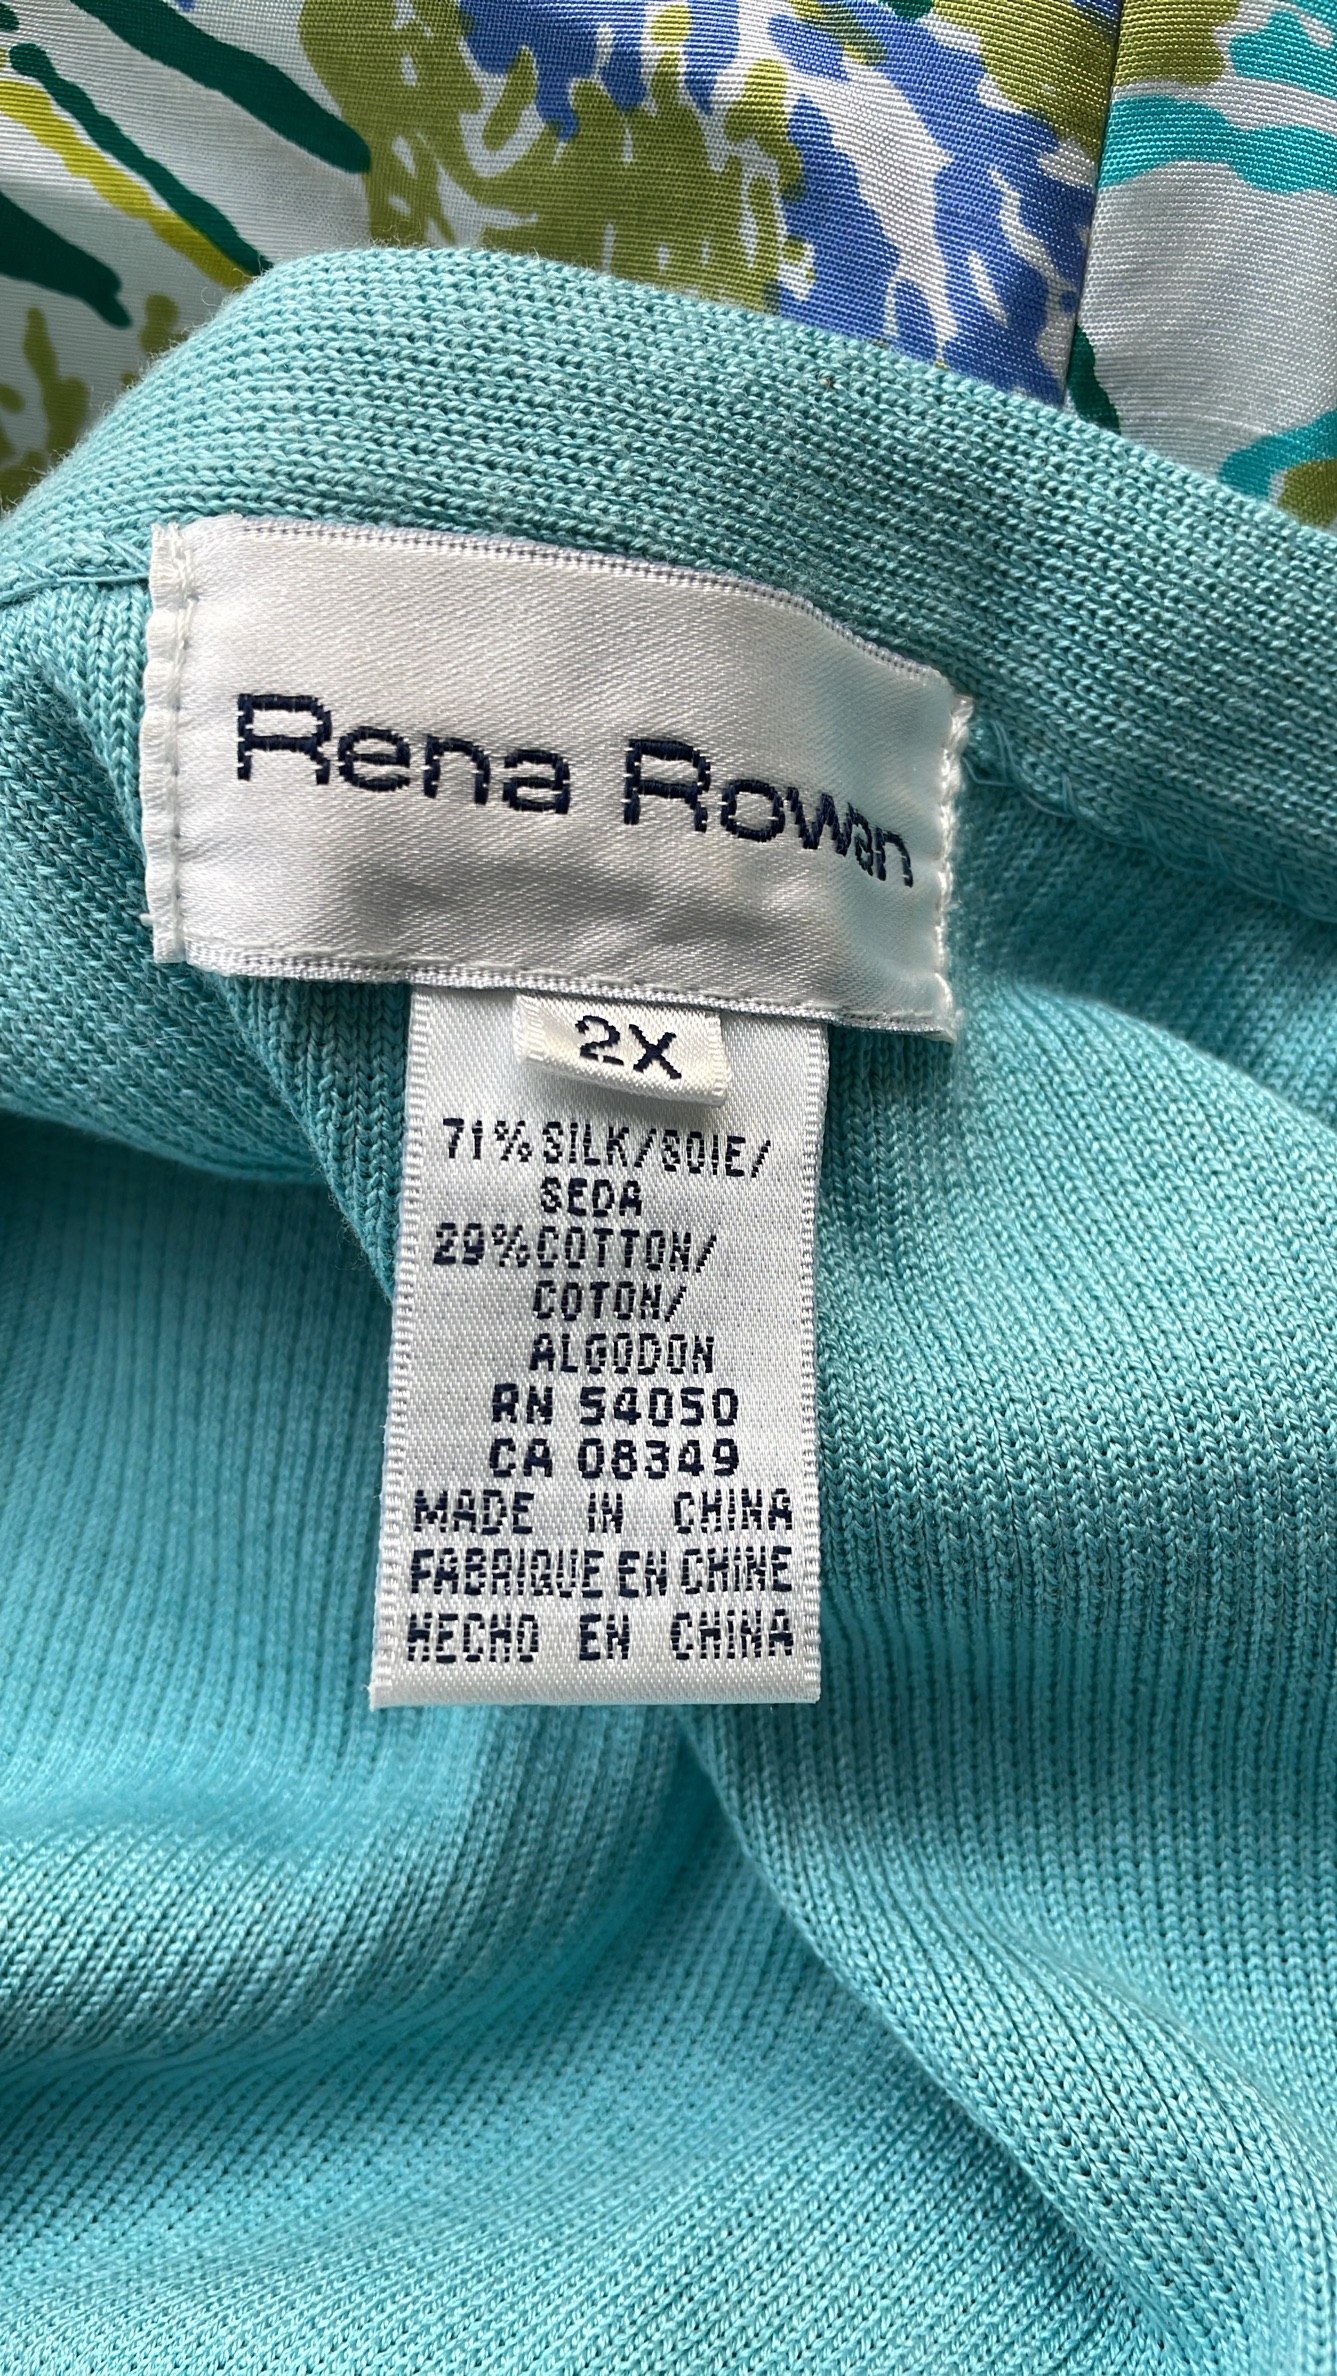 Rena Rowan
2X
71% SILK/SOIE/
SEDA
29% COTTON/
COTON/
ALGODON
RN 54050
CA 08349
MADE IN CHINA
FABRIQUE EN CHINE
HECHO EN CHINA